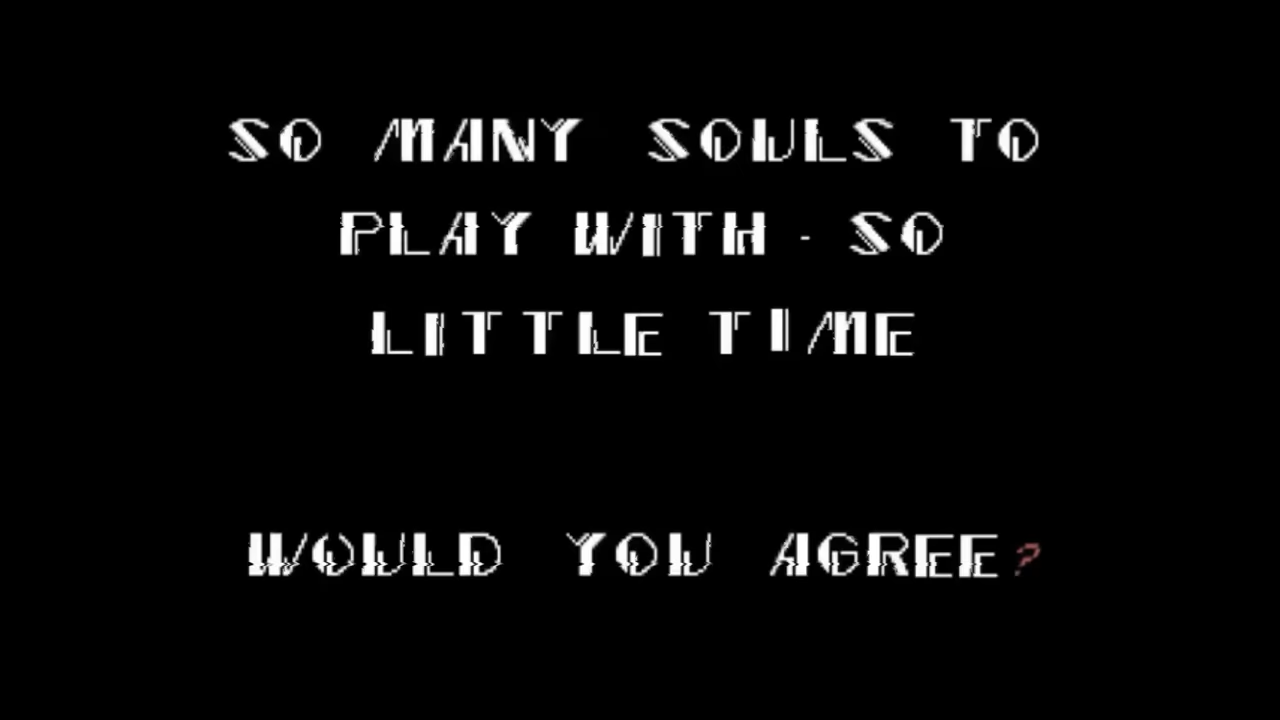 SO MANY SOULS TO
PLAY WITH - SO
LITTLE TIME
WOULD YOU AGREE?